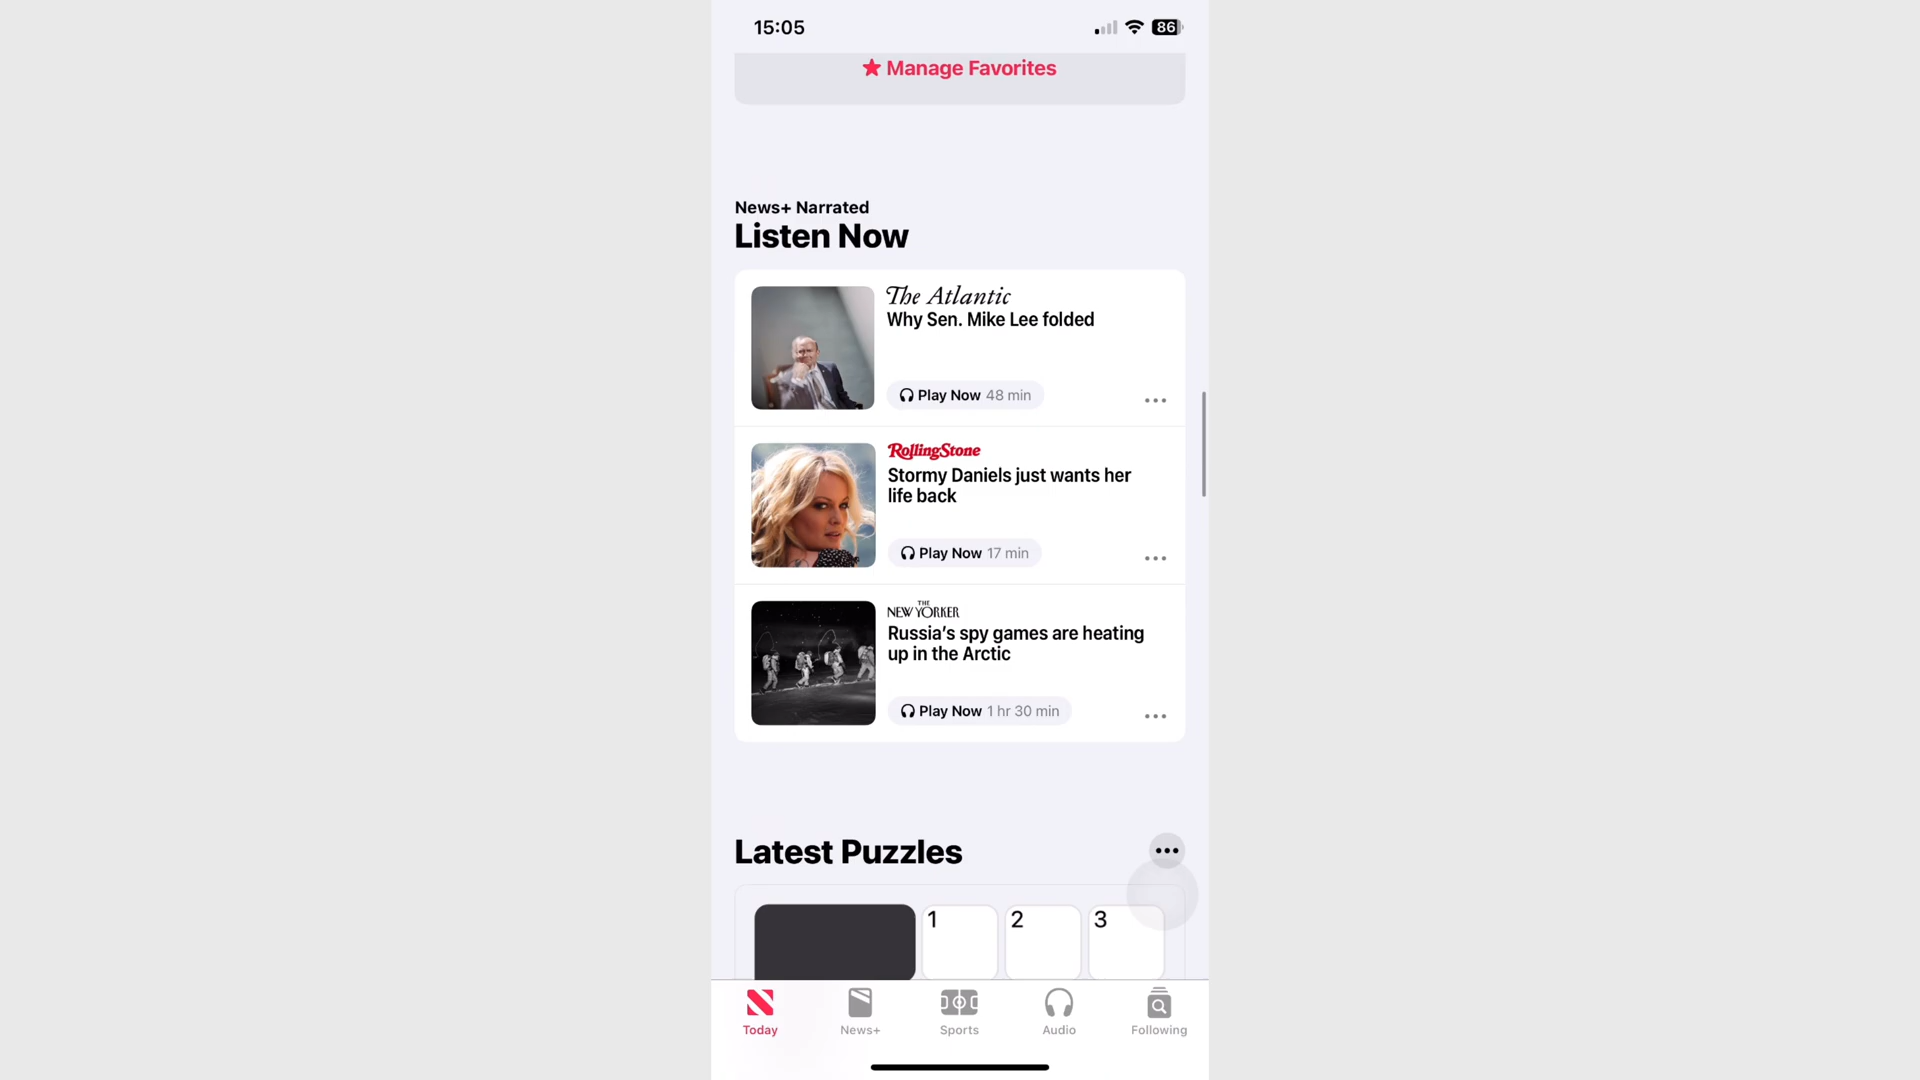 15:05
86
Manage Favorites
News+ Narrated
Listen Now
The Atlantic
Why Sen. Mike Lee folded
Play Now 48 min
RollingStone
Stormy Daniels just wants her
life back
Play Now 17 min
THE
NEW YORKER
Russia’s spy games are heating
up in the Arctic
Play Now 1 hr 30 min
Latest Puzzles
1 2 3
Today News+ Sports Audio Following